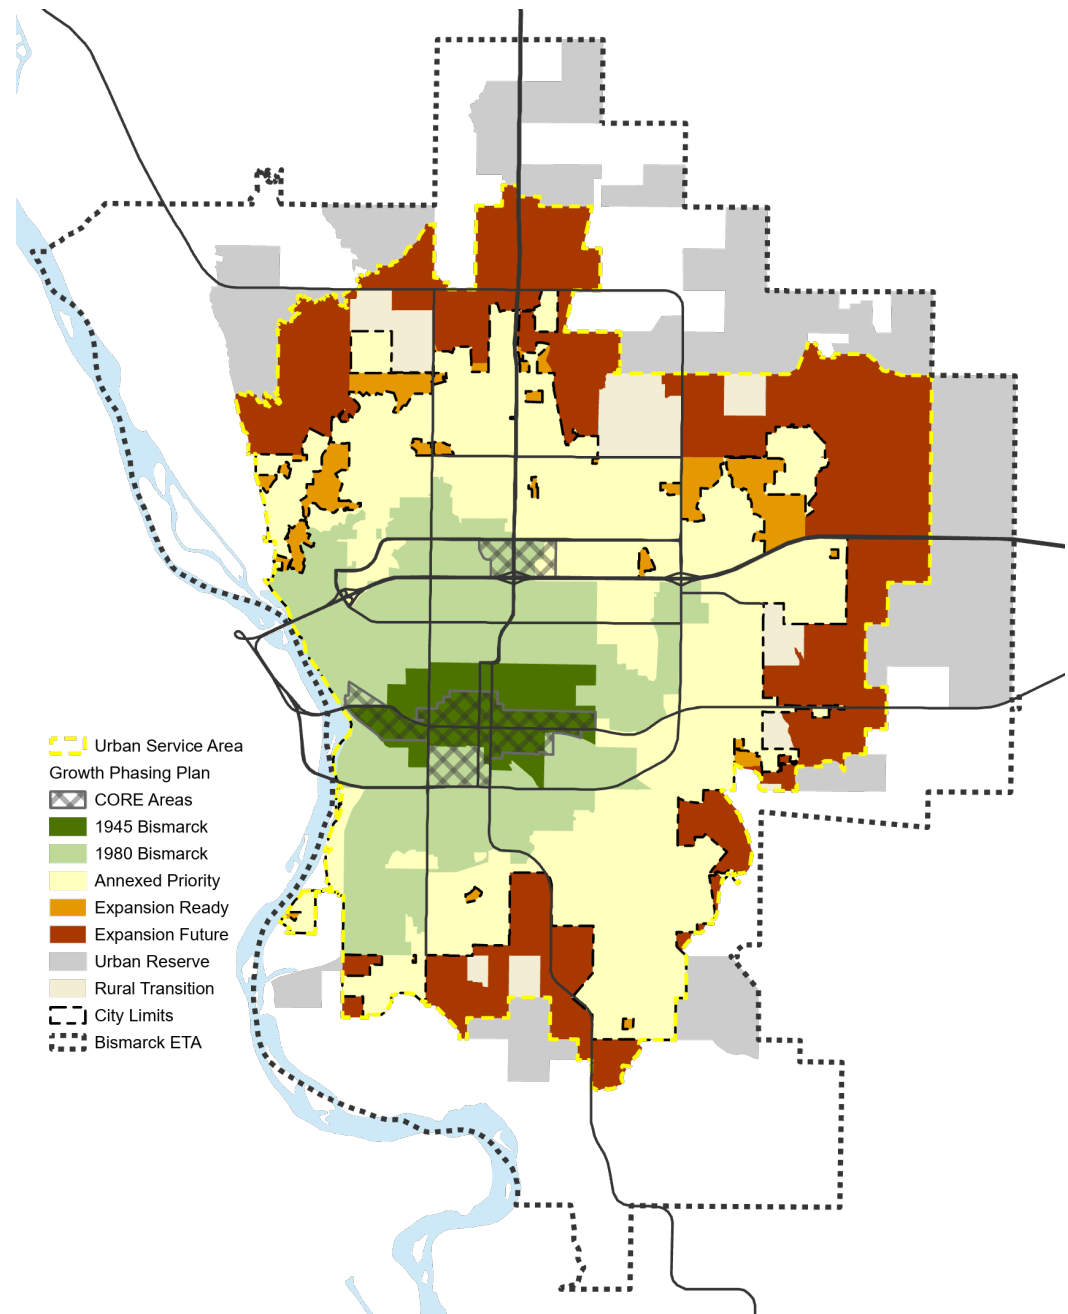 Urban Service Area
Growth Phasing Plan
CORE Areas
1945 Bismarck
1980 Bismarck
Annexed Priority
Expansion Ready
Expansion Future
Urban Reserve
Rural Transition
City Limits
Bismarck ETA